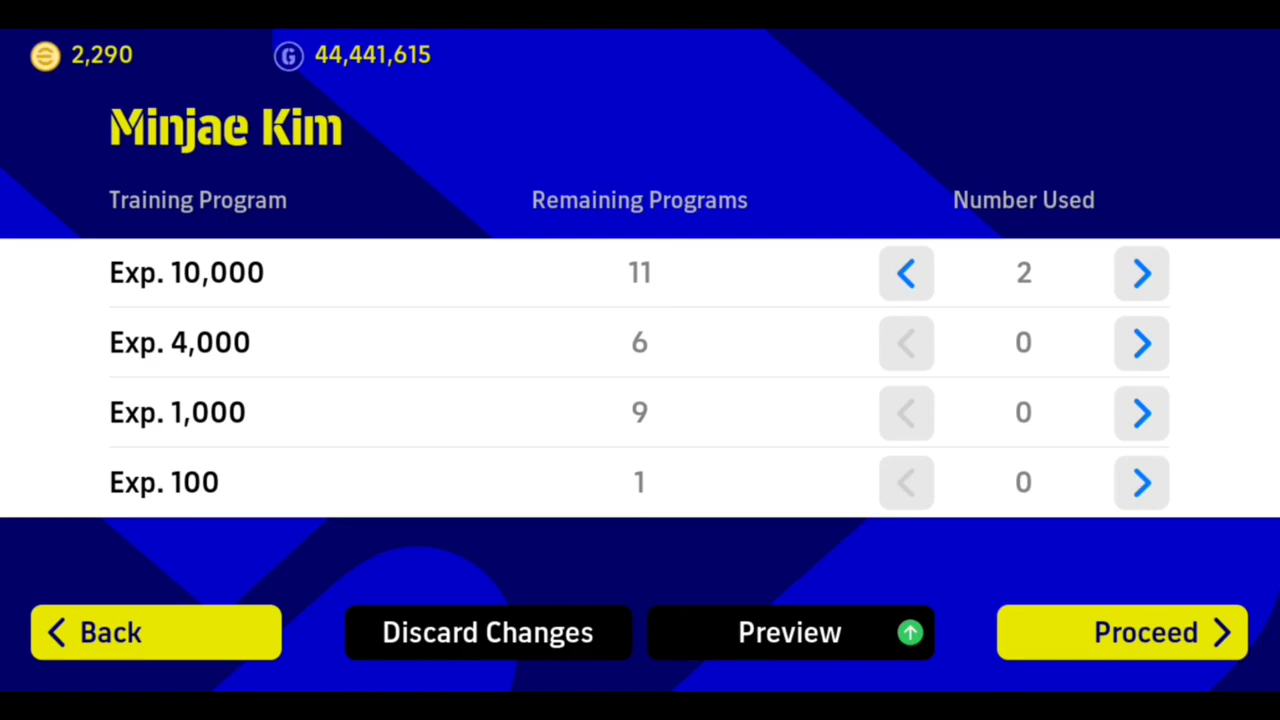 2,290 44,441,615
Minjae Kim
Training Program Remaining Programs Number Used
Exp. 10,000 11 2
Exp. 4,000 6 0
Exp. 1,000 9 0
Exp. 100 1 0
Back Discard Changes Preview Proceed